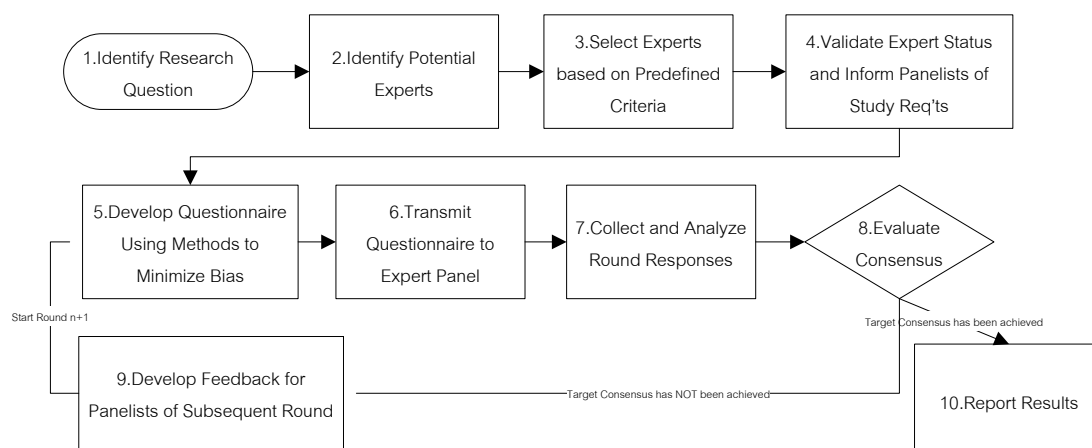 1.Identify Research
Question
2.Identify Potential
Experts
3.Select Experts
based on Predefined
Criteria
4.Validate Expert Status
and Inform Panelists of
Study Req'ts
5.Develop Questionnaire
Using Methods to
Minimize Bias
6.Transmit
Questionnaire to
Expert Panel
7.Collect and Analyze
Round Responses
8.Evaluate
Consensus
Start Round n+1
Target Consensus has been achieved
9.Develop Feedback for
Panelists of Subsequent Round
Target Consensus has NOT been achieved
10.Report Results